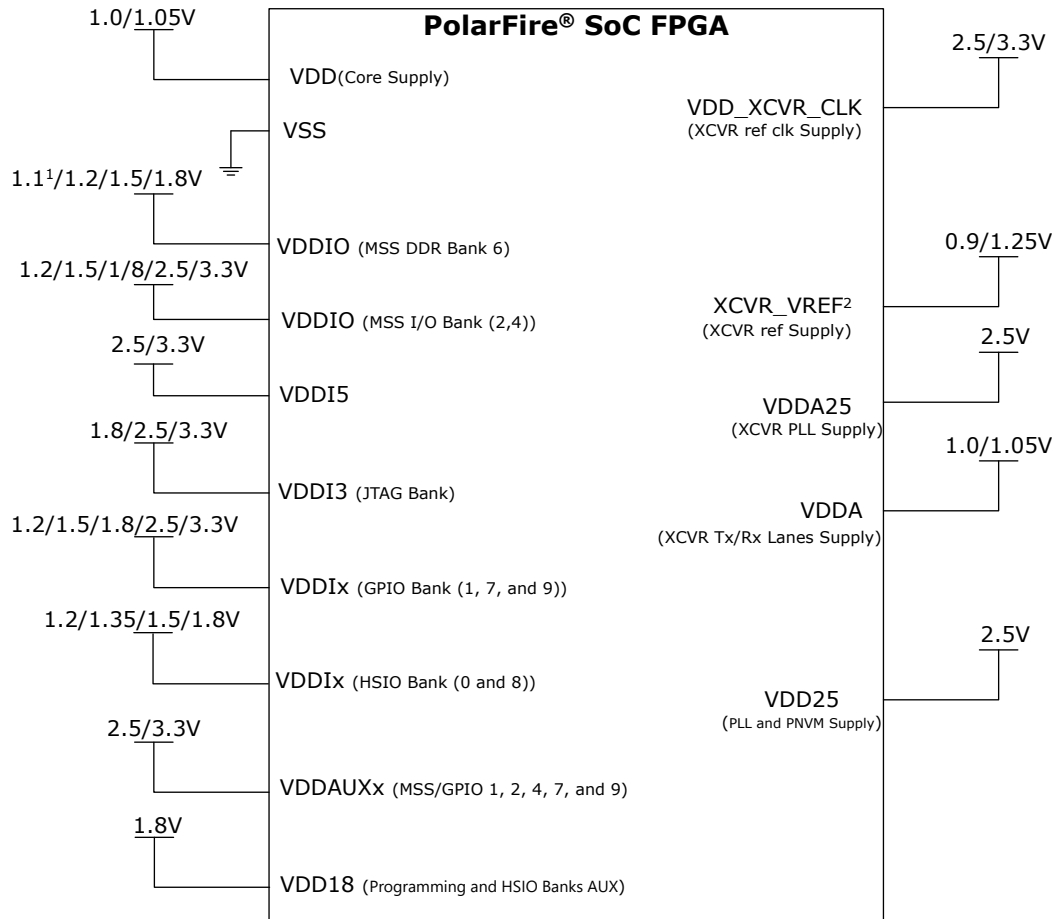 PolarFire® SoC FPGA
1.0/1.05V
VDD(Core Supply)
VSS
1.1¹/1.2/1.5/1.8V
VDDIO (MSS DDR Bank 6)
1.2/1.5/1/8/2.5/3.3V
VDDIO (MSS I/O Bank (2,4))
2.5/3.3V
VDDI5
1.8/2.5/3.3V
VDDI3 (JTAG Bank)
1.2/1.5/1.8/2.5/3.3V
VDDIx (GPIO Bank (1, 7, and 9))
1.2/1.35/1.5/1.8V
VDDIx (HSIO Bank (0 and 8))
2.5/3.3V
VDDAUXx (MSS/GPIO 1, 2, 4, 7, and 9)
1.8V
VDD18 (Programming and HSIO Banks AUX)
2.5/3.3V
VDD_XCVR_CLK
(XCVR ref clk Supply)
0.9/1.25V
XCVR_VREF²
(XCVR ref Supply)
2.5V
VDDA25
(XCVR PLL Supply)
1.0/1.05V
VDDA
(XCVR Tx/Rx Lanes Supply)
2.5V
VDD25
(PLL and PNVM Supply)